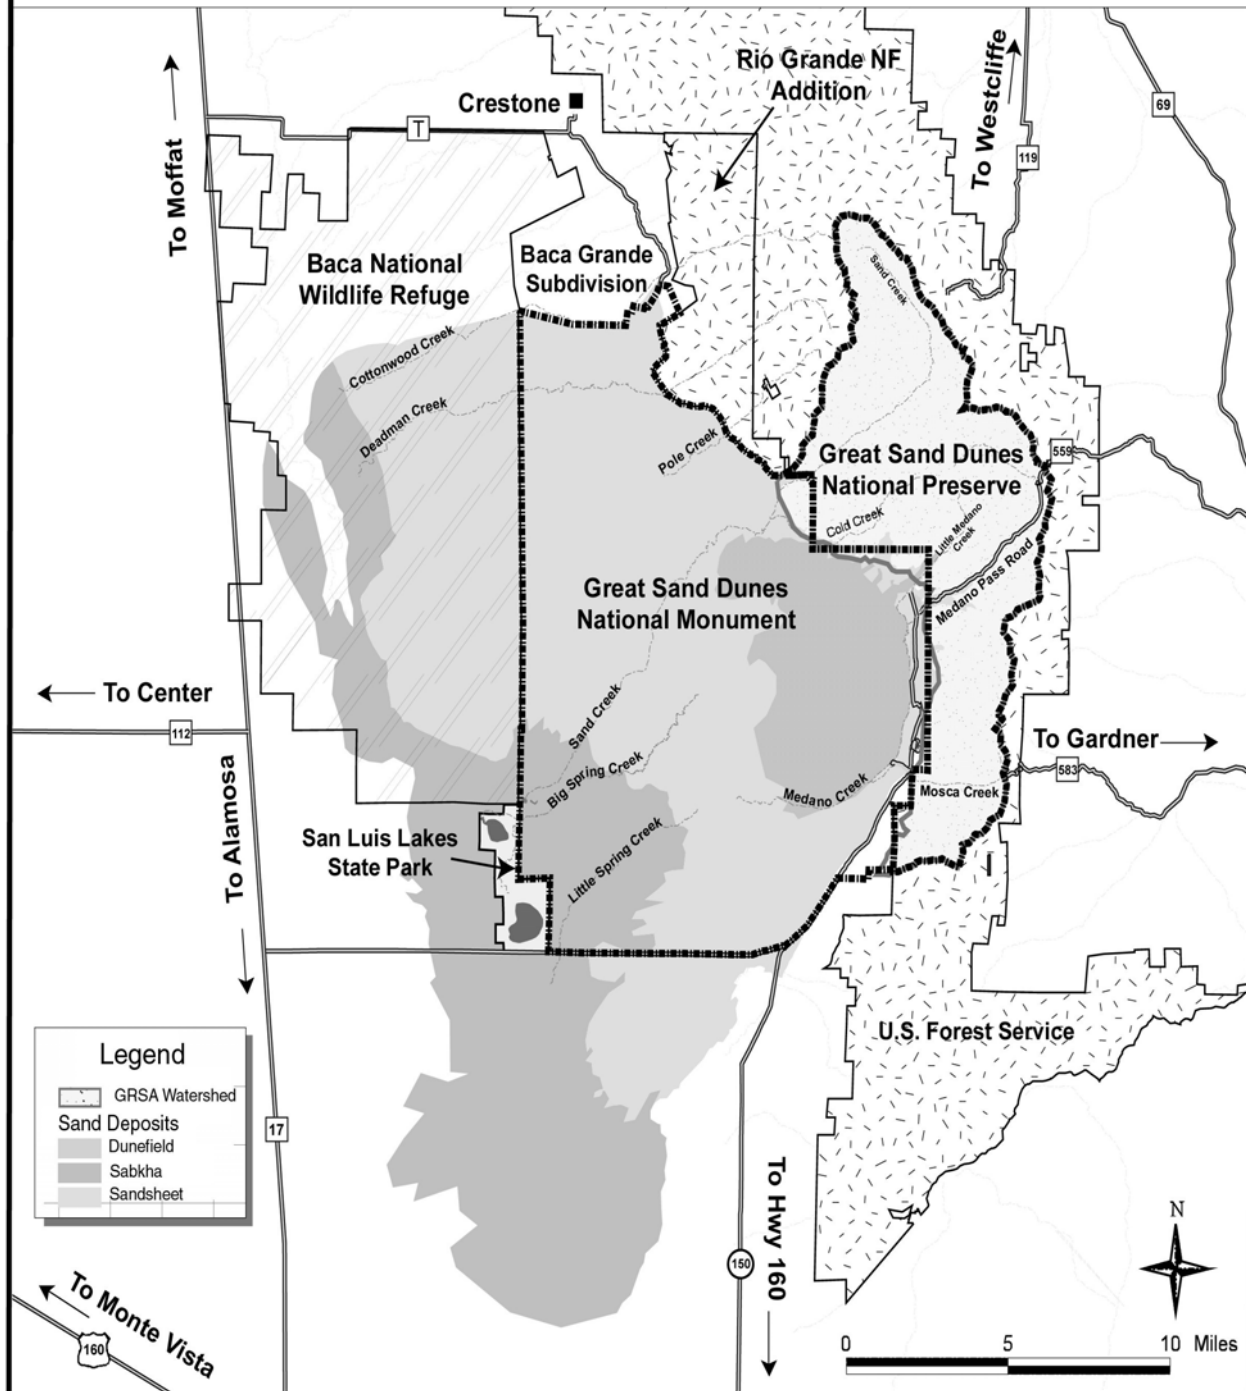 Rio Grande NF
Addition
To Westcliffe
69
Crestone
T
119
To Moffat
Baca National
Wildlife Refuge
Baca Grande
Subdivision
Sand Creek
Cottonwood Creek
Deadman Creek
Pole Creek
Great Sand Dunes
National Preserve
559
Cold Creek
Little Medano
Creek
Medano Pass Road
Great Sand Dunes
National Monument
To Center
112
Sand Creek
Big Spring Creek
To Gardner
583
Medano Creek
Mosca Creek
To Alamosa
San Luis Lakes
State Park
Little Spring Creek
U.S. Forest Service
Legend
GRSA Watershed
Sand Deposits
Dunefield
Sabkha
Sandsheet
17
To Hwy 160
150
N
To Monte Vista
160
0 5 10 Miles